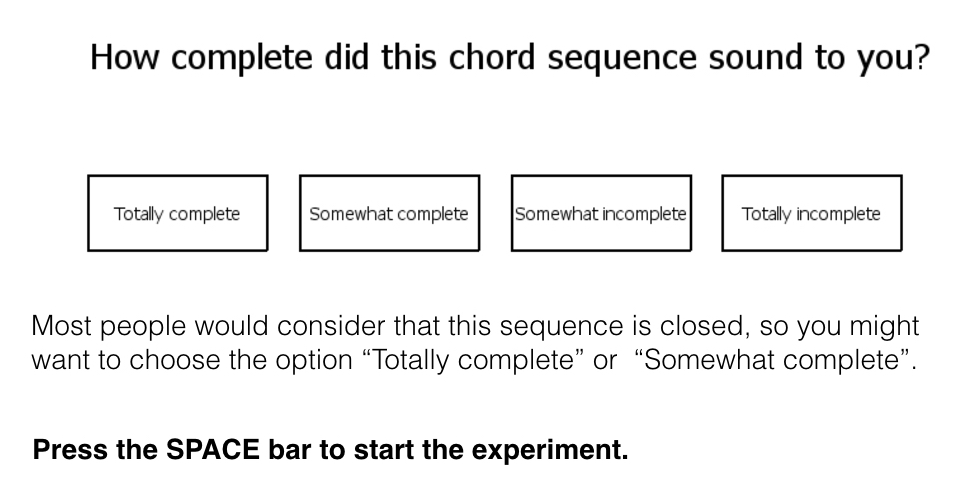 How complete did this chord sequence sound to you?
Totally complete
Somewhat complete
Somewhat incomplete
Totally incomplete
Most people would consider that this sequence is closed, so you might
want to choose the option “Totally complete” or  “Somewhat complete”.
Press the SPACE bar to start the experiment.